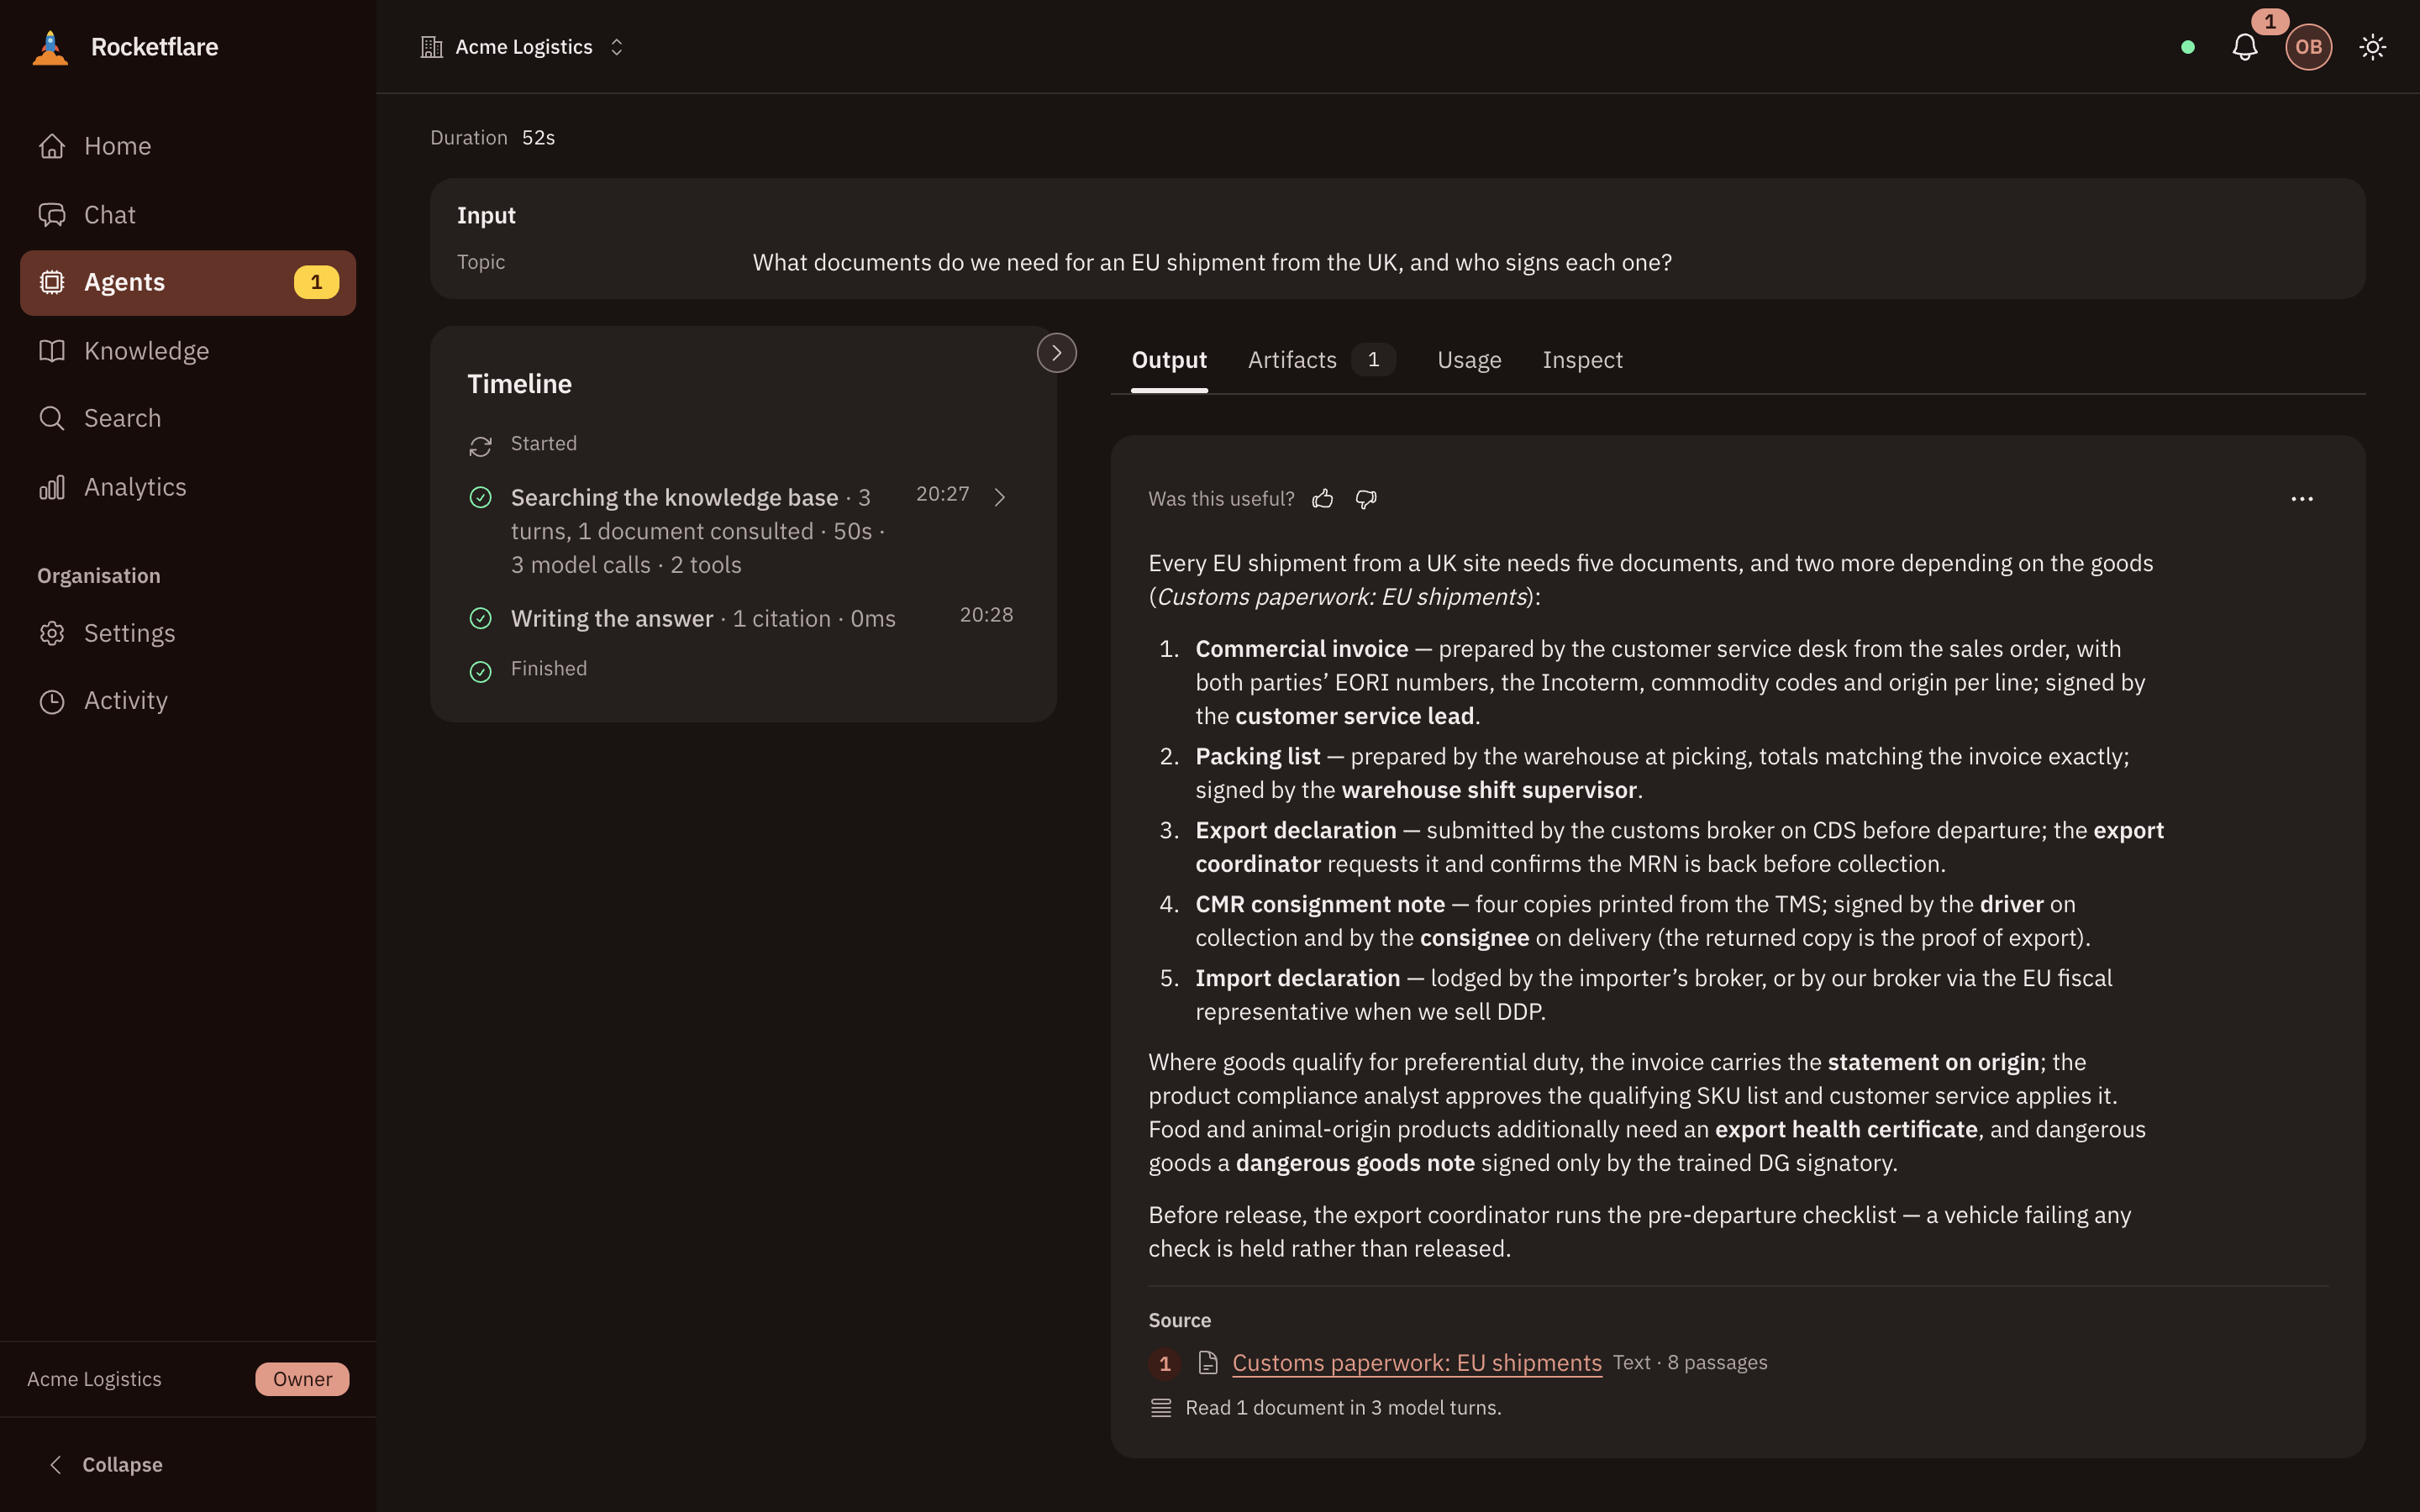 Rocketflare
Home
Chat
Agents 1
Knowledge
Search
Analytics
Organisation
Settings
Activity
Acme Logistics Owner
Collapse
Acme Logistics
1
OB
Duration 52s
Input
Topic What documents do we need for an EU shipment from the UK, and who signs each one?
Timeline
Started
Searching the knowledge base · 3 20:27
turns, 1 document consulted · 50s ·
3 model calls · 2 tools
Writing the answer · 1 citation · 0ms 20:28
Finished
Output Artifacts 1 Usage Inspect
Was this useful?
Every EU shipment from a UK site needs five documents, and two more depending on the goods
(Customs paperwork: EU shipments):
1. Commercial invoice — prepared by the customer service desk from the sales order, with
both parties’ EORI numbers, the Incoterm, commodity codes and origin per line; signed by
the customer service lead.
2. Packing list — prepared by the warehouse at picking, totals matching the invoice exactly;
signed by the warehouse shift supervisor.
3. Export declaration — submitted by the customs broker on CDS before departure; the export
coordinator requests it and confirms the MRN is back before collection.
4. CMR consignment note — four copies printed from the TMS; signed by the driver on
collection and by the consignee on delivery (the returned copy is the proof of export).
5. Import declaration — lodged by the importer’s broker, or by our broker via the EU fiscal
representative when we sell DDP.
Where goods qualify for preferential duty, the invoice carries the statement on origin; the
product compliance analyst approves the qualifying SKU list and customer service applies it.
Food and animal-origin products additionally need an export health certificate, and dangerous
goods a dangerous goods note signed only by the trained DG signatory.
Before release, the export coordinator runs the pre-departure checklist — a vehicle failing any
check is held rather than released.
Source
1 Customs paperwork: EU shipments Text · 8 passages
Read 1 document in 3 model turns.